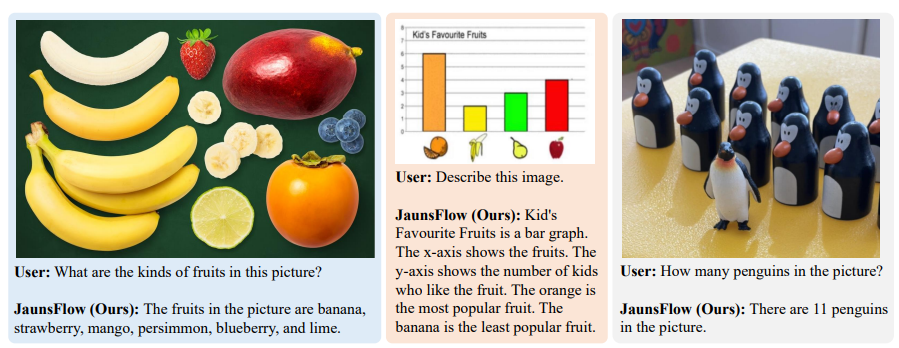 User: What are the kinds of fruits in this picture?
JaunsFlow (Ours): The fruits in the picture are banana,
strawberry, mango, persimmon, blueberry, and lime.
Kid's Favourite Fruits
8
7
6
5
4
3
2
1
0
User: Describe this image.
JaunsFlow (Ours): Kid's
Favourite Fruits is a bar graph.
The x-axis shows the fruits. The
y-axis shows the number of kids
who like the fruit. The orange is
the most popular fruit. The
banana is the least popular fruit.
User: How many penguins in the picture?
JaunsFlow (Ours): There are 11 penguins
in the picture.